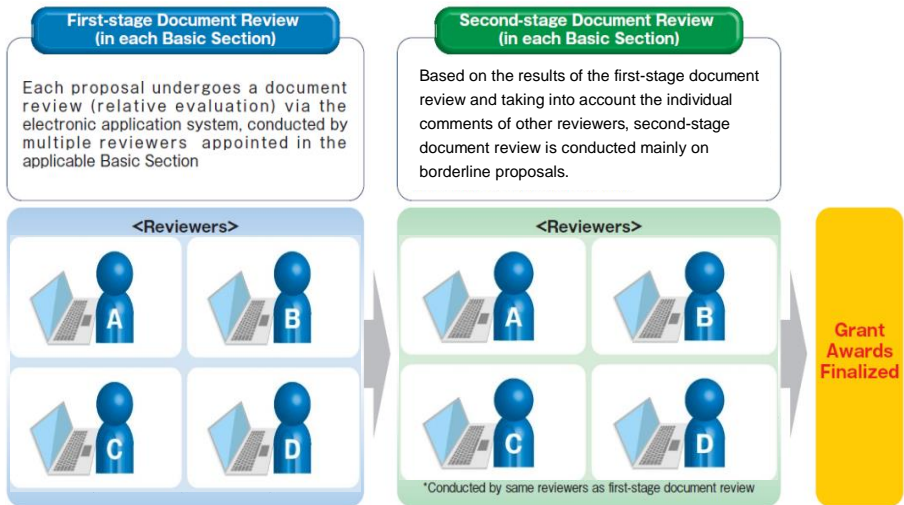 First-stage Document Review
(in each Basic Section)
Each proposal undergoes a document
review (relative evaluation) via the
electronic application system, conducted by
multiple reviewers appointed in the
applicable Basic Section
Second-stage Document Review
(in each Basic Section)
Based on the results of the first-stage document
review and taking into account the individual
comments of other reviewers, second-stage
document review is conducted mainly on
borderline proposals.
<Reviewers>
A
B
C
D
<Reviewers>
A
B
C
D
*Conducted by same reviewers as first-stage document review
Grant
Awards
Finalized